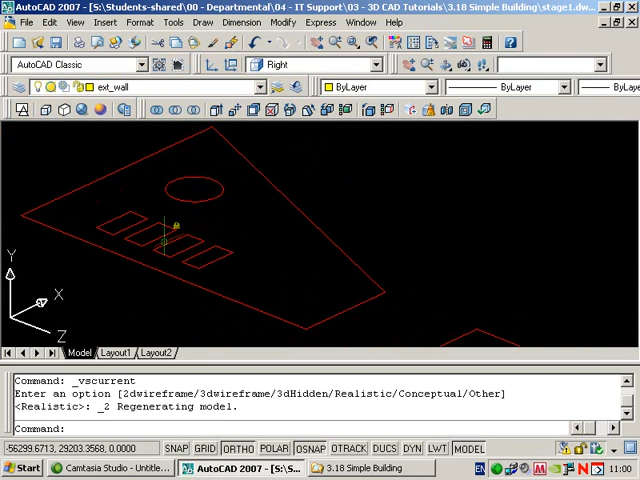 AutoCAD 2007 - [S:\Students-shared\00 - Departmental\04 - IT Support\03 - 3D CAD Tutorials\3.18 Simple Building\stage1.dw...
File Edit View Insert Format Tools Draw Dimension Modify Express Window Help
Right
AutoCAD Classic
ext_wall
ByLayer
ByLayer
ByLayer
Y
X
Z
Model Layout1 Layout2
Command: _vscurrent
Enter an option [2dwireframe/3dwireframe/3dHidden/Realistic/Conceptual/Other]
<Realistic>: _2 Regenerating model.
Command:
-56299.6713, 29203.3568, 0.0000 SNAP GRID ORTHO POLAR OSNAP OTRACK DUCS DYN LWT MODEL
Start Camtasia Studio - Untitle... AutoCAD 2007 - [S:\S... 3.18 Simple Building EN 11:00